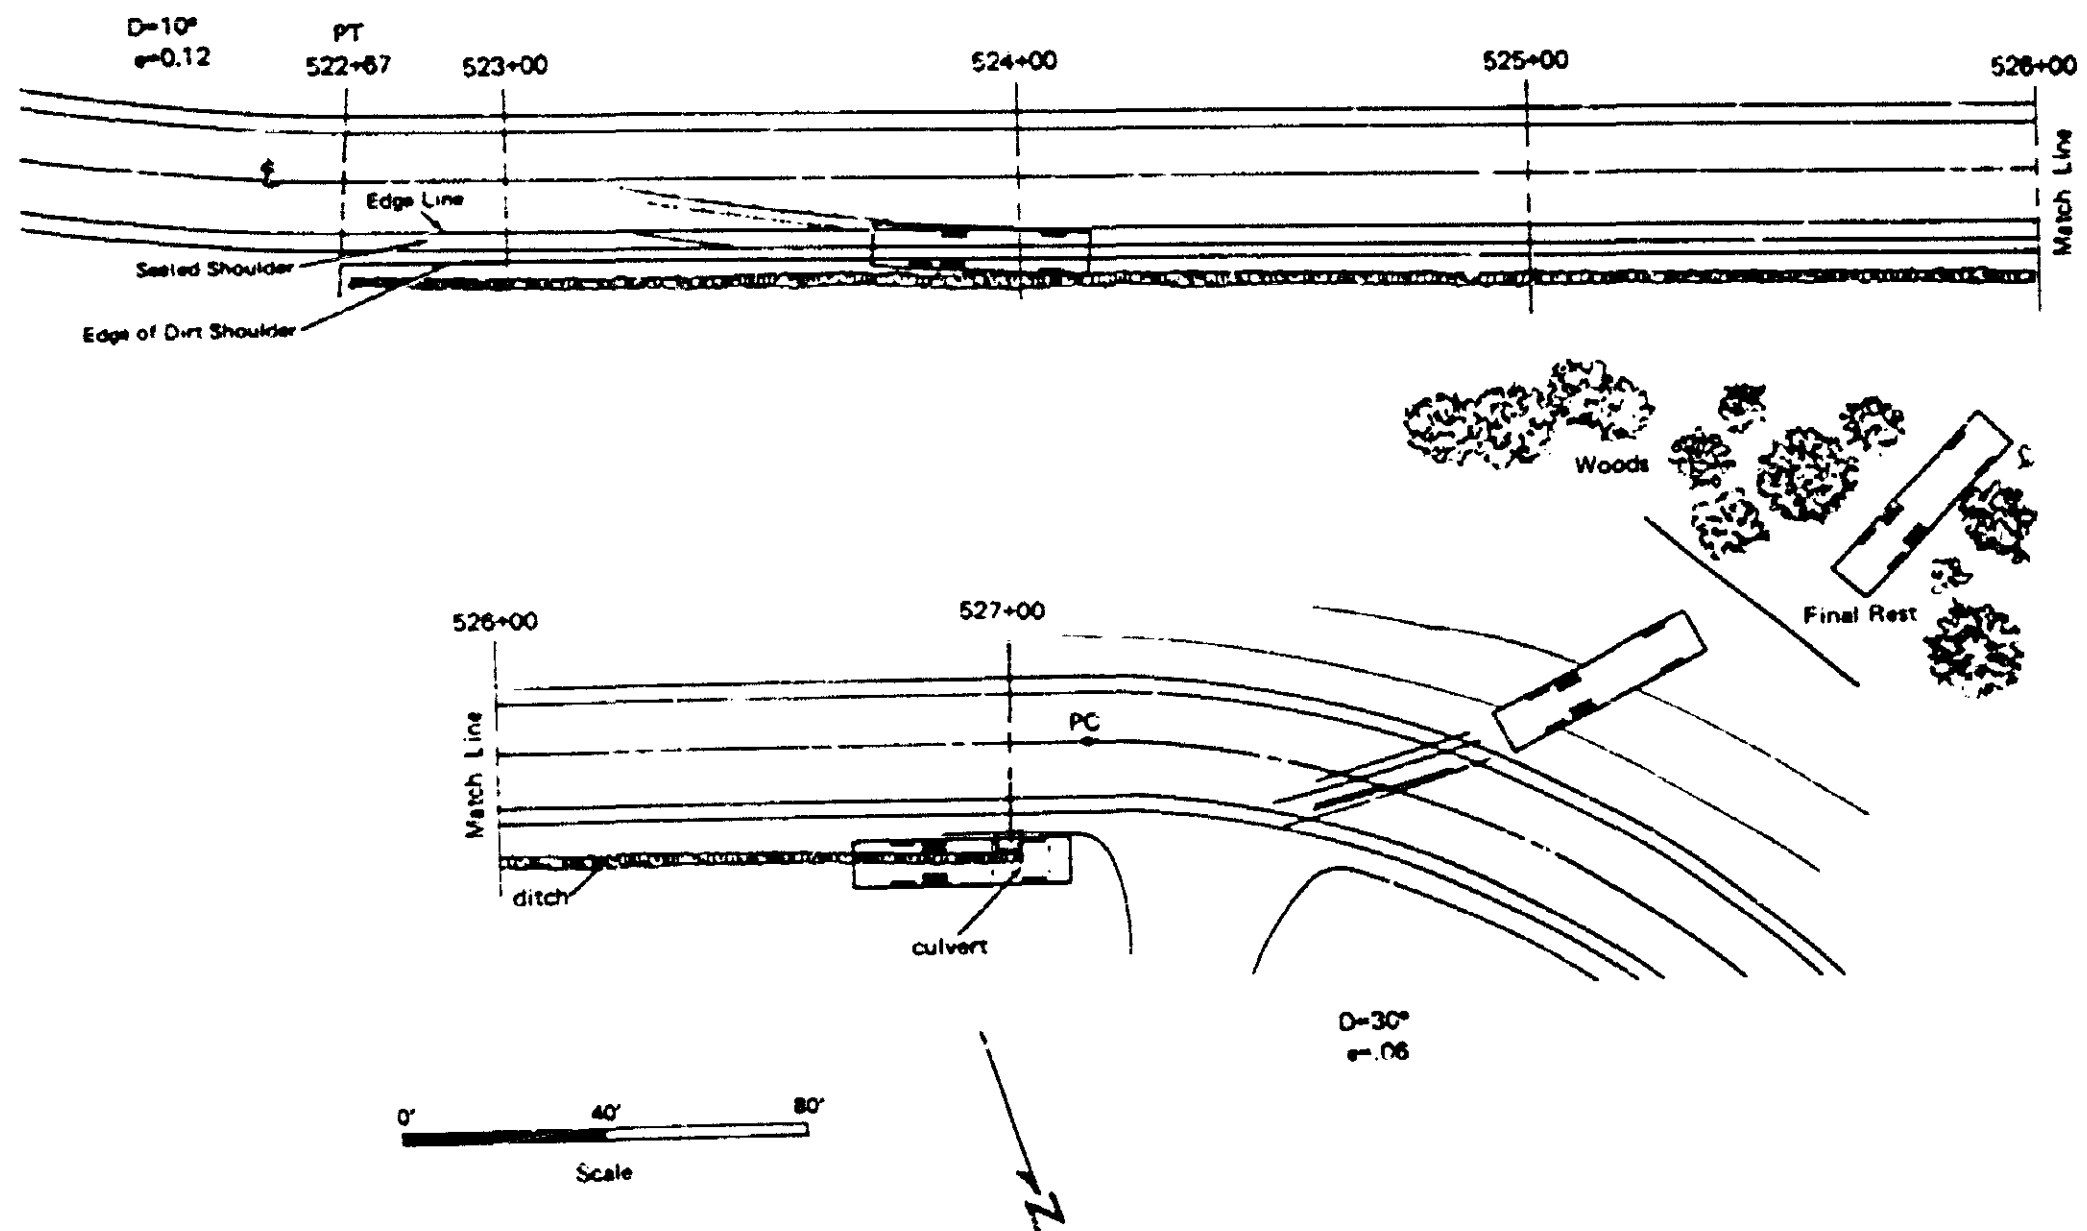 D=10°
e=0.12
PT
522+67
523+00
524+00
525+00
526+00
℄
Edge Line
Sealed Shoulder
Edge of Dirt Shoulder
Match Line
Woods
Final Rest
526+00
527+00
Match Line
PC
ditch
culvert
D=30°
e=.06
0'
40'
80'
Scale
N